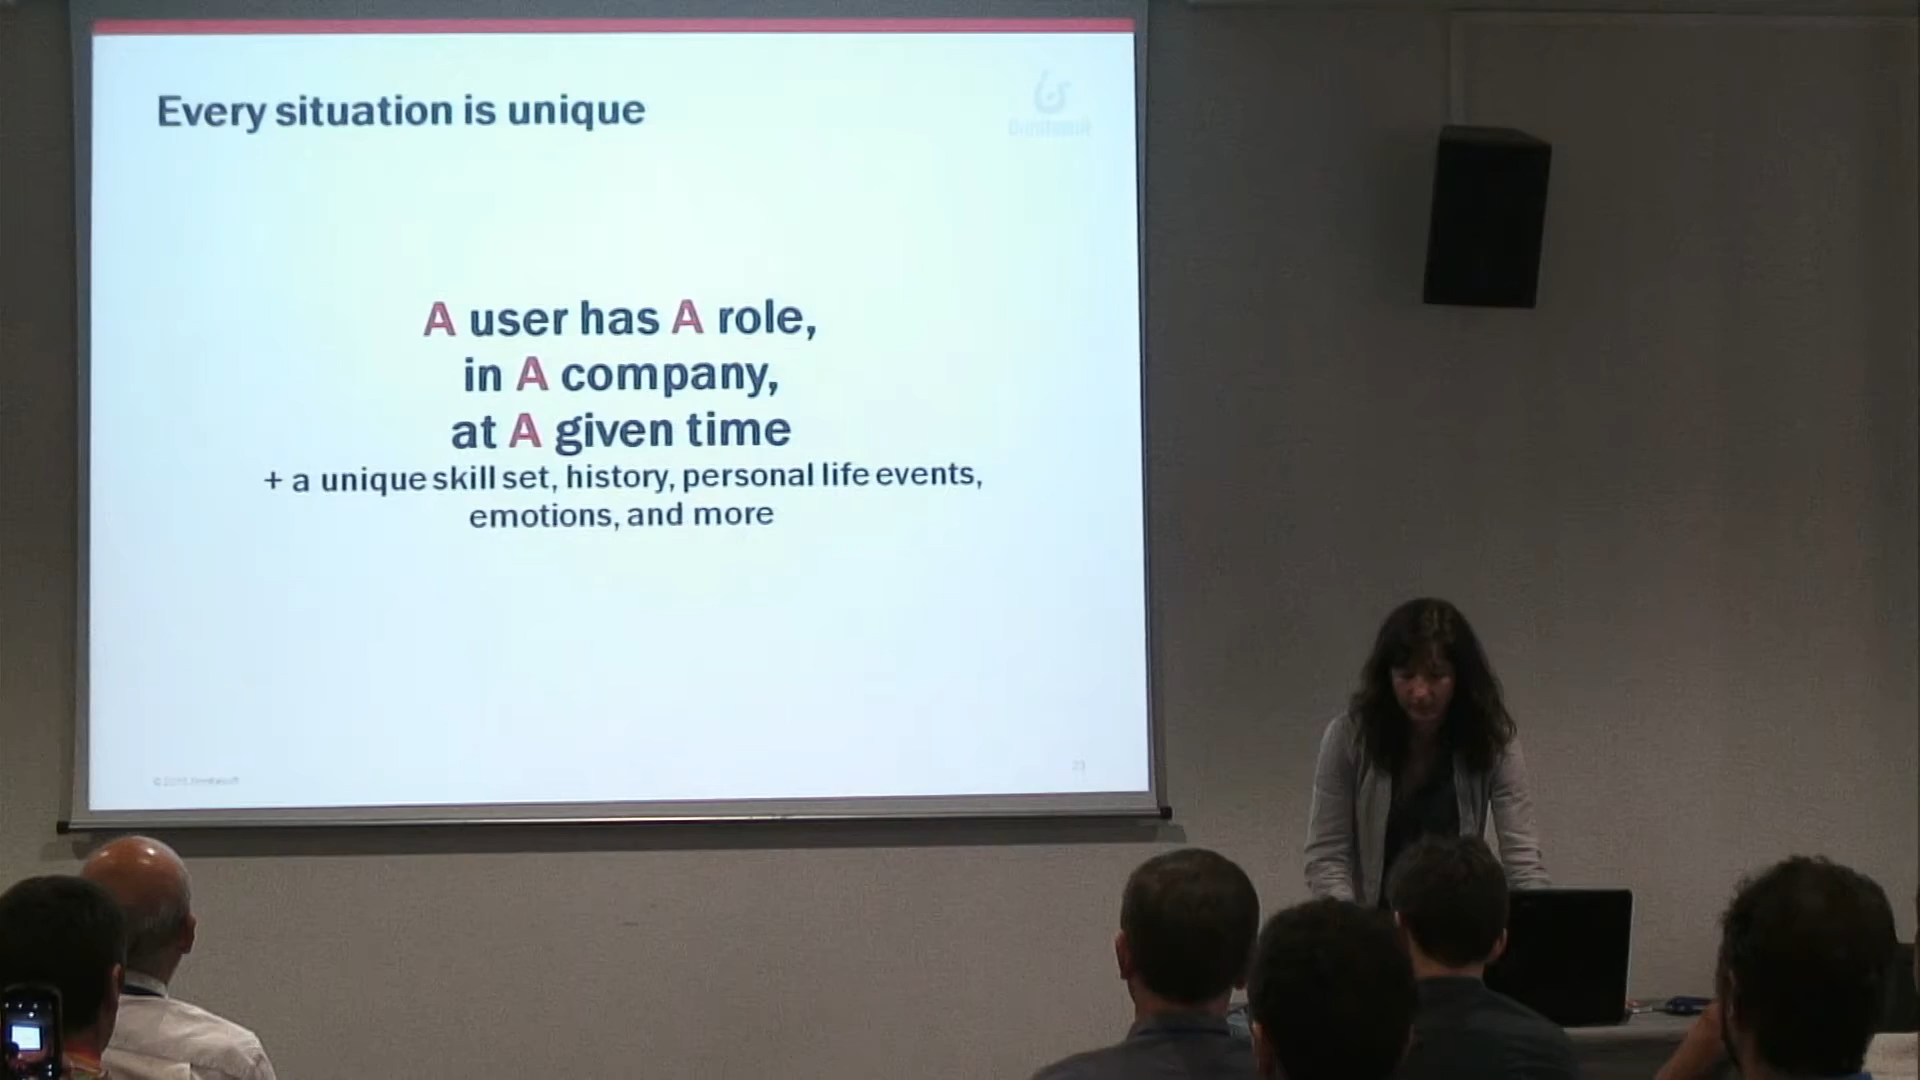 Every situation is unique
A user has A role,
in A company,
at A given time
+ a unique skill set, history, personal life events,
emotions, and more
23